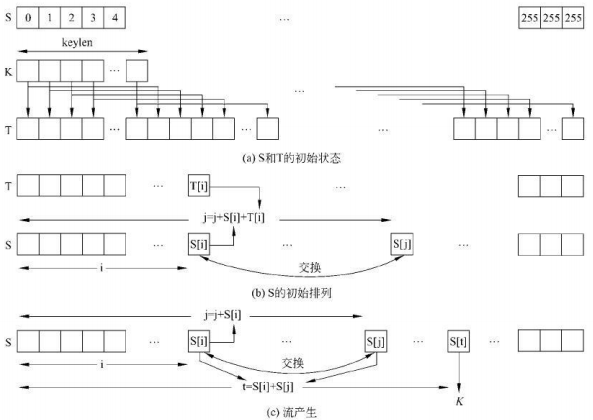 S 0 1 2 3 4 ... 255 255 255
keylen
K ...
...
T ... ... ... ...
(a) S和T的初始状态
T ... T[i] ...
j=j+S[i]+T[i]
S ... S[i] ... S[j] ...
i 交换
(b) S的初始排列
j=j+S[i]
S ... S[i] ... S[j] ... S[t] ...
i 交换
t=S[i]+S[j] K
(c) 流产生